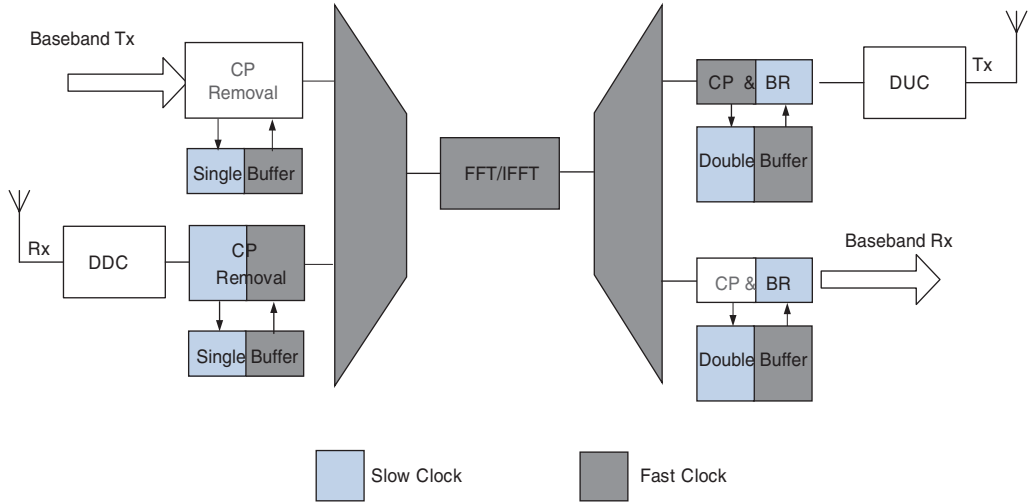 Baseband Tx
CP
Removal
Single Buffer
Rx
DDC
CP
Removal
Single Buffer
FFT/IFFT
CP & BR
Double Buffer
DUC
Tx
Baseband Rx
CP & BR
Double Buffer
Slow Clock
Fast Clock